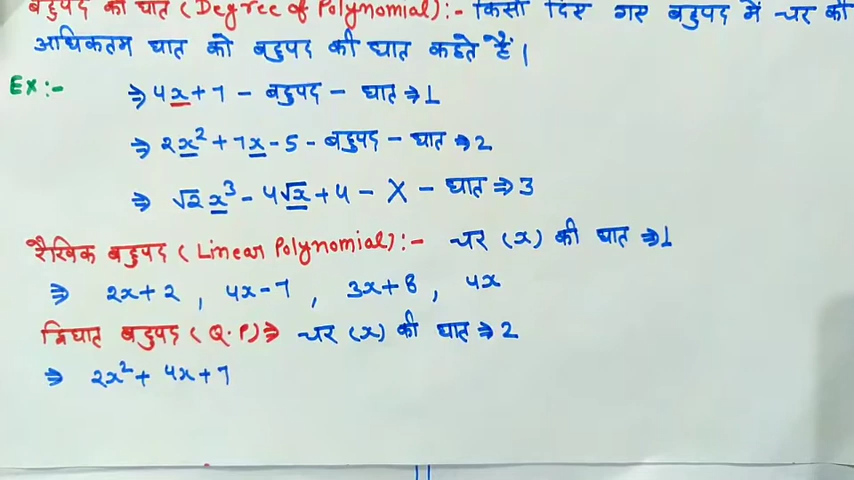 बहुपद की घात (Degree of Polynomial):- किसी दिए गए बहुपद में चर की
अधिकतम घात को बहुपद की घात कहते हैं।
Ex:- ⇒ 4x+7 - बहुपद - घात ⇒ 1
⇒ 2x²+7x-5 - बहुपद - घात ⇒ 2
⇒ √2x³ - 4√x + 4 - X - घात ⇒ 3
रैखिक बहुपद (Linear Polynomial):- चर (x) की घात ⇒ 1
⇒ 2x+2, 4x-7, 3x+8, 4x
द्विघात बहुपद (Q.P) ⇒ चर (x) की घात ⇒ 2
⇒ 2x²+ 4x+7